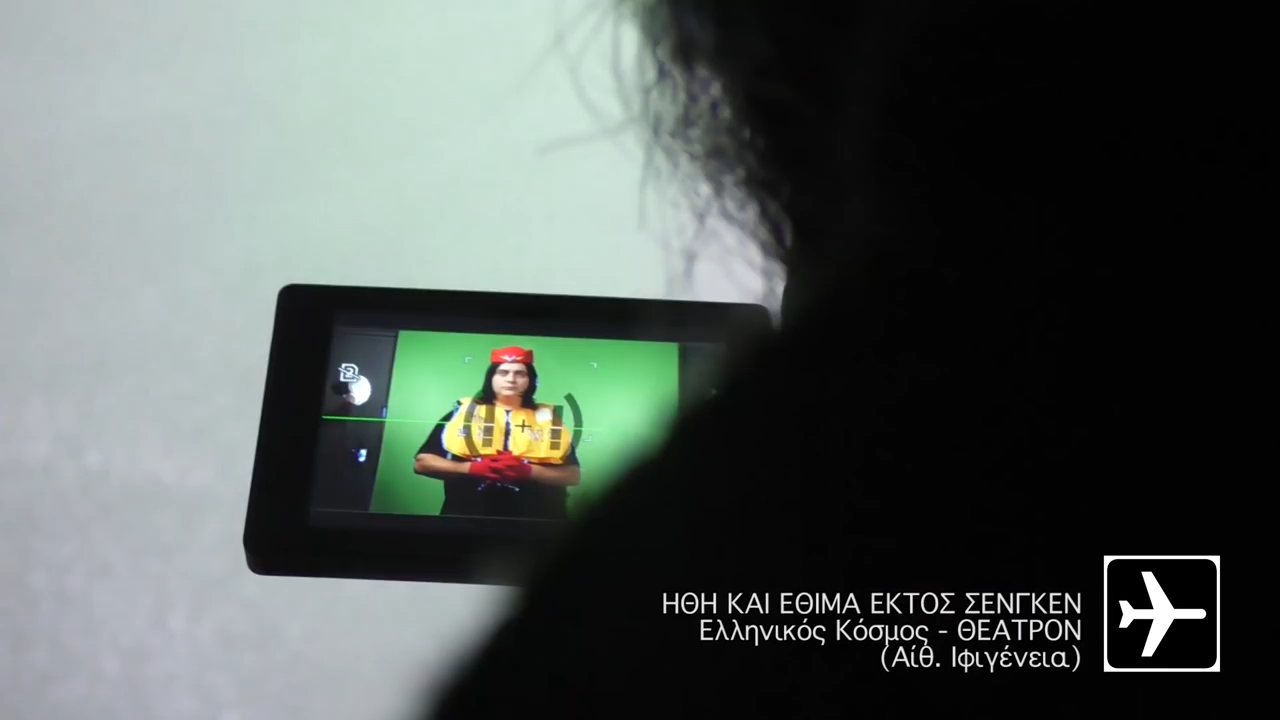 ΗΘΗ ΚΑΙ ΕΘΙΜΑ ΕΚΤΟΣ ΣΕΝΓΚΕΝ
Ελληνικός Κόσμος - ΘΕΑΤΡΟΝ
(Αίθ. Ιφιγένεια)